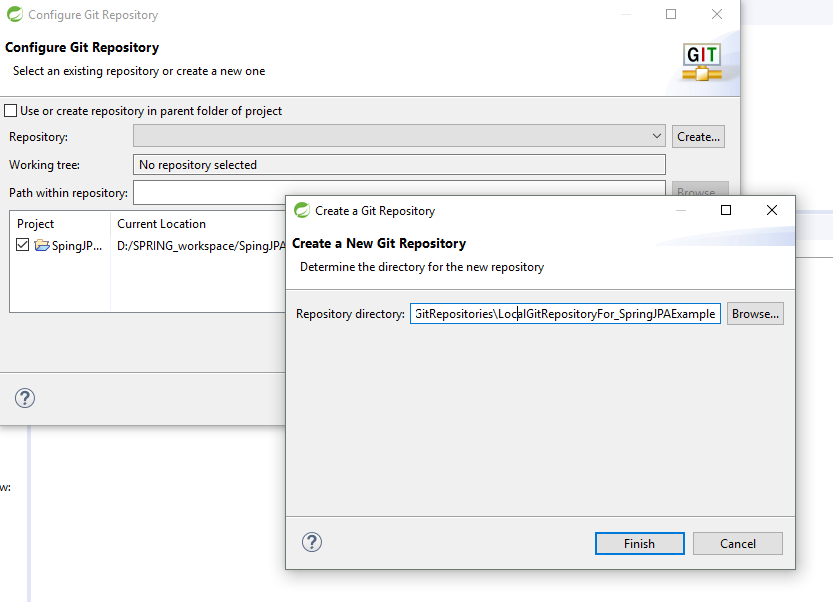 Configure Git Repository
Configure Git Repository
Select an existing repository or create a new one
GIT
Use or create repository in parent folder of project
Repository:
Create...
Working tree:
No repository selected
Path within repository:
Browse...
Project
Current Location
SpingJP...
D:/SPRING_workspace/SpingJPA
Create a Git Repository
Create a New Git Repository
Determine the directory for the new repository
Repository directory:
GitRepositories\LocalGitRepositoryFor_SpringJPAExample
Browse...
Finish
Cancel
w: